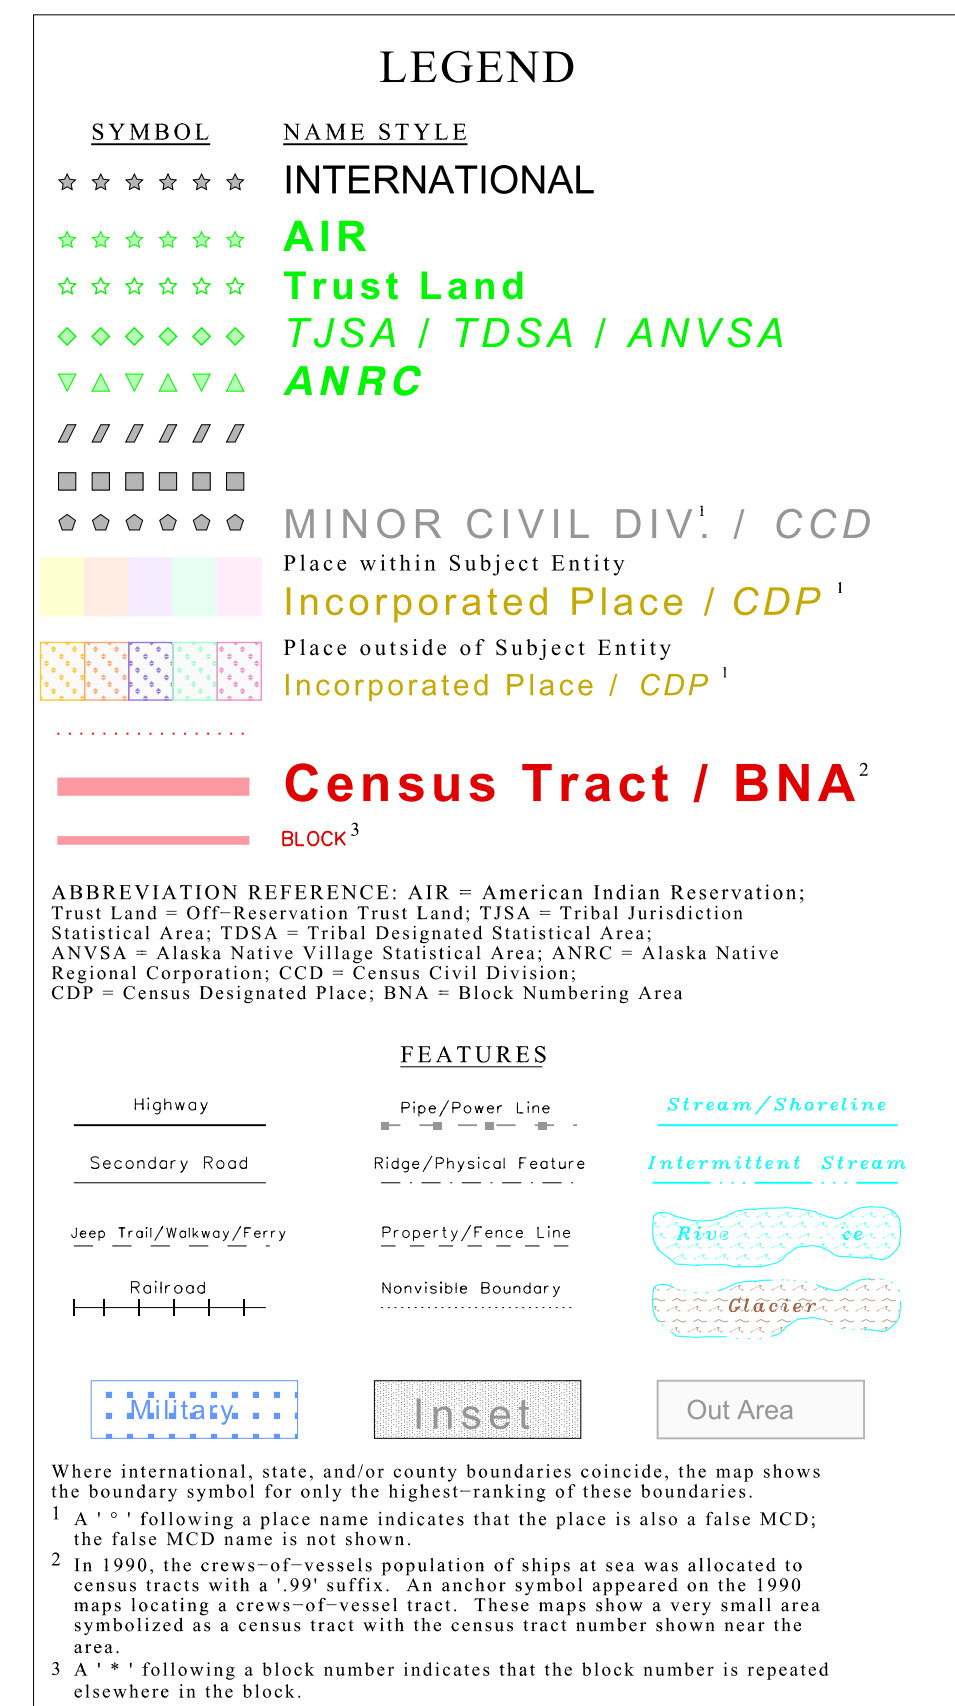 LEGEND
SYMBOL NAME STYLE
INTERNATIONAL
AIR
Trust Land
TJSA / TDSA / ANVSA
ANRC
MINOR CIVIL DIV. 1 / CCD
Place within Subject Entity
Incorporated Place / CDP 1
Place outside of Subject Entity
Incorporated Place / CDP 1
Census Tract / BNA 2
BLOCK 3
ABBREVIATION REFERENCE: AIR = American Indian Reservation;
Trust Land = Off−Reservation Trust Land; TJSA = Tribal Jurisdiction
Statistical Area; TDSA = Tribal Designated Statistical Area;
ANVSA = Alaska Native Village Statistical Area; ANRC = Alaska Native
Regional Corporation; CCD = Census Civil Division;
CDP = Census Designated Place; BNA = Block Numbering Area
FEATURES
Highway Pipe/Power Line Stream/Shoreline
Secondary Road Ridge/Physical Feature Intermittent Stream
Jeep Trail/Walkway/Ferry Property/Fence Line Rive ce
Railroad Nonvisible Boundary Glacier
Military Inset Out Area
Where international, state, and/or county boundaries coincide, the map shows
the boundary symbol for only the highest−ranking of these boundaries.
1 A ' ° ' following a place name indicates that the place is also a false MCD;
the false MCD name is not shown.
2 In 1990, the crews−of−vessels population of ships at sea was allocated to
census tracts with a '.99' suffix. An anchor symbol appeared on the 1990
maps locating a crews−of−vessel tract. These maps show a very small area
symbolized as a census tract with the census tract number shown near the
area.
3 A ' * ' following a block number indicates that the block number is repeated
elsewhere in the block.